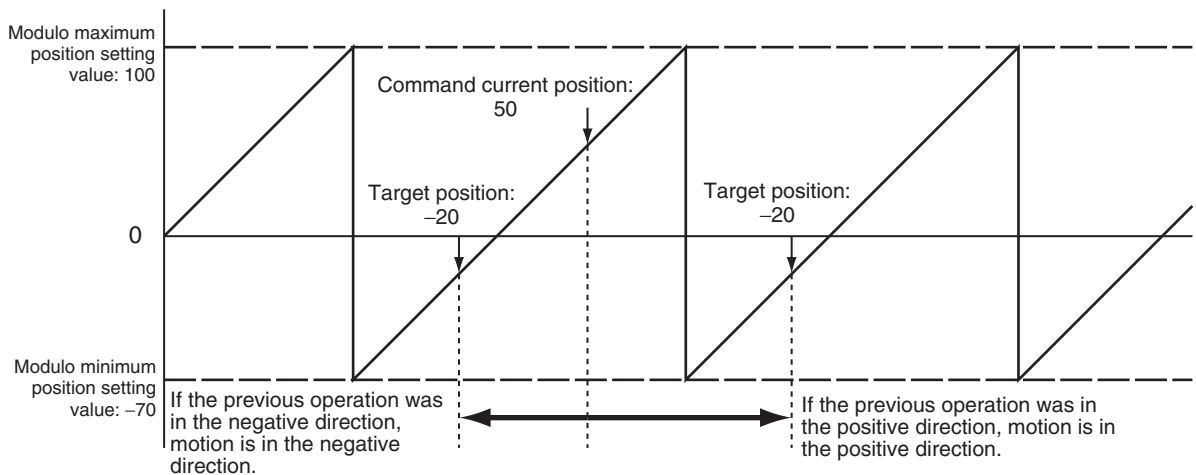 Modulo maximum
position setting
value: 100
Command current position:
50
Target position:
−20
Target position:
−20
0
Modulo minimum
position setting
value: −70
If the previous operation was
in the negative direction,
motion is in the negative
direction.
If the previous operation was in
the positive direction, motion is in
the positive direction.